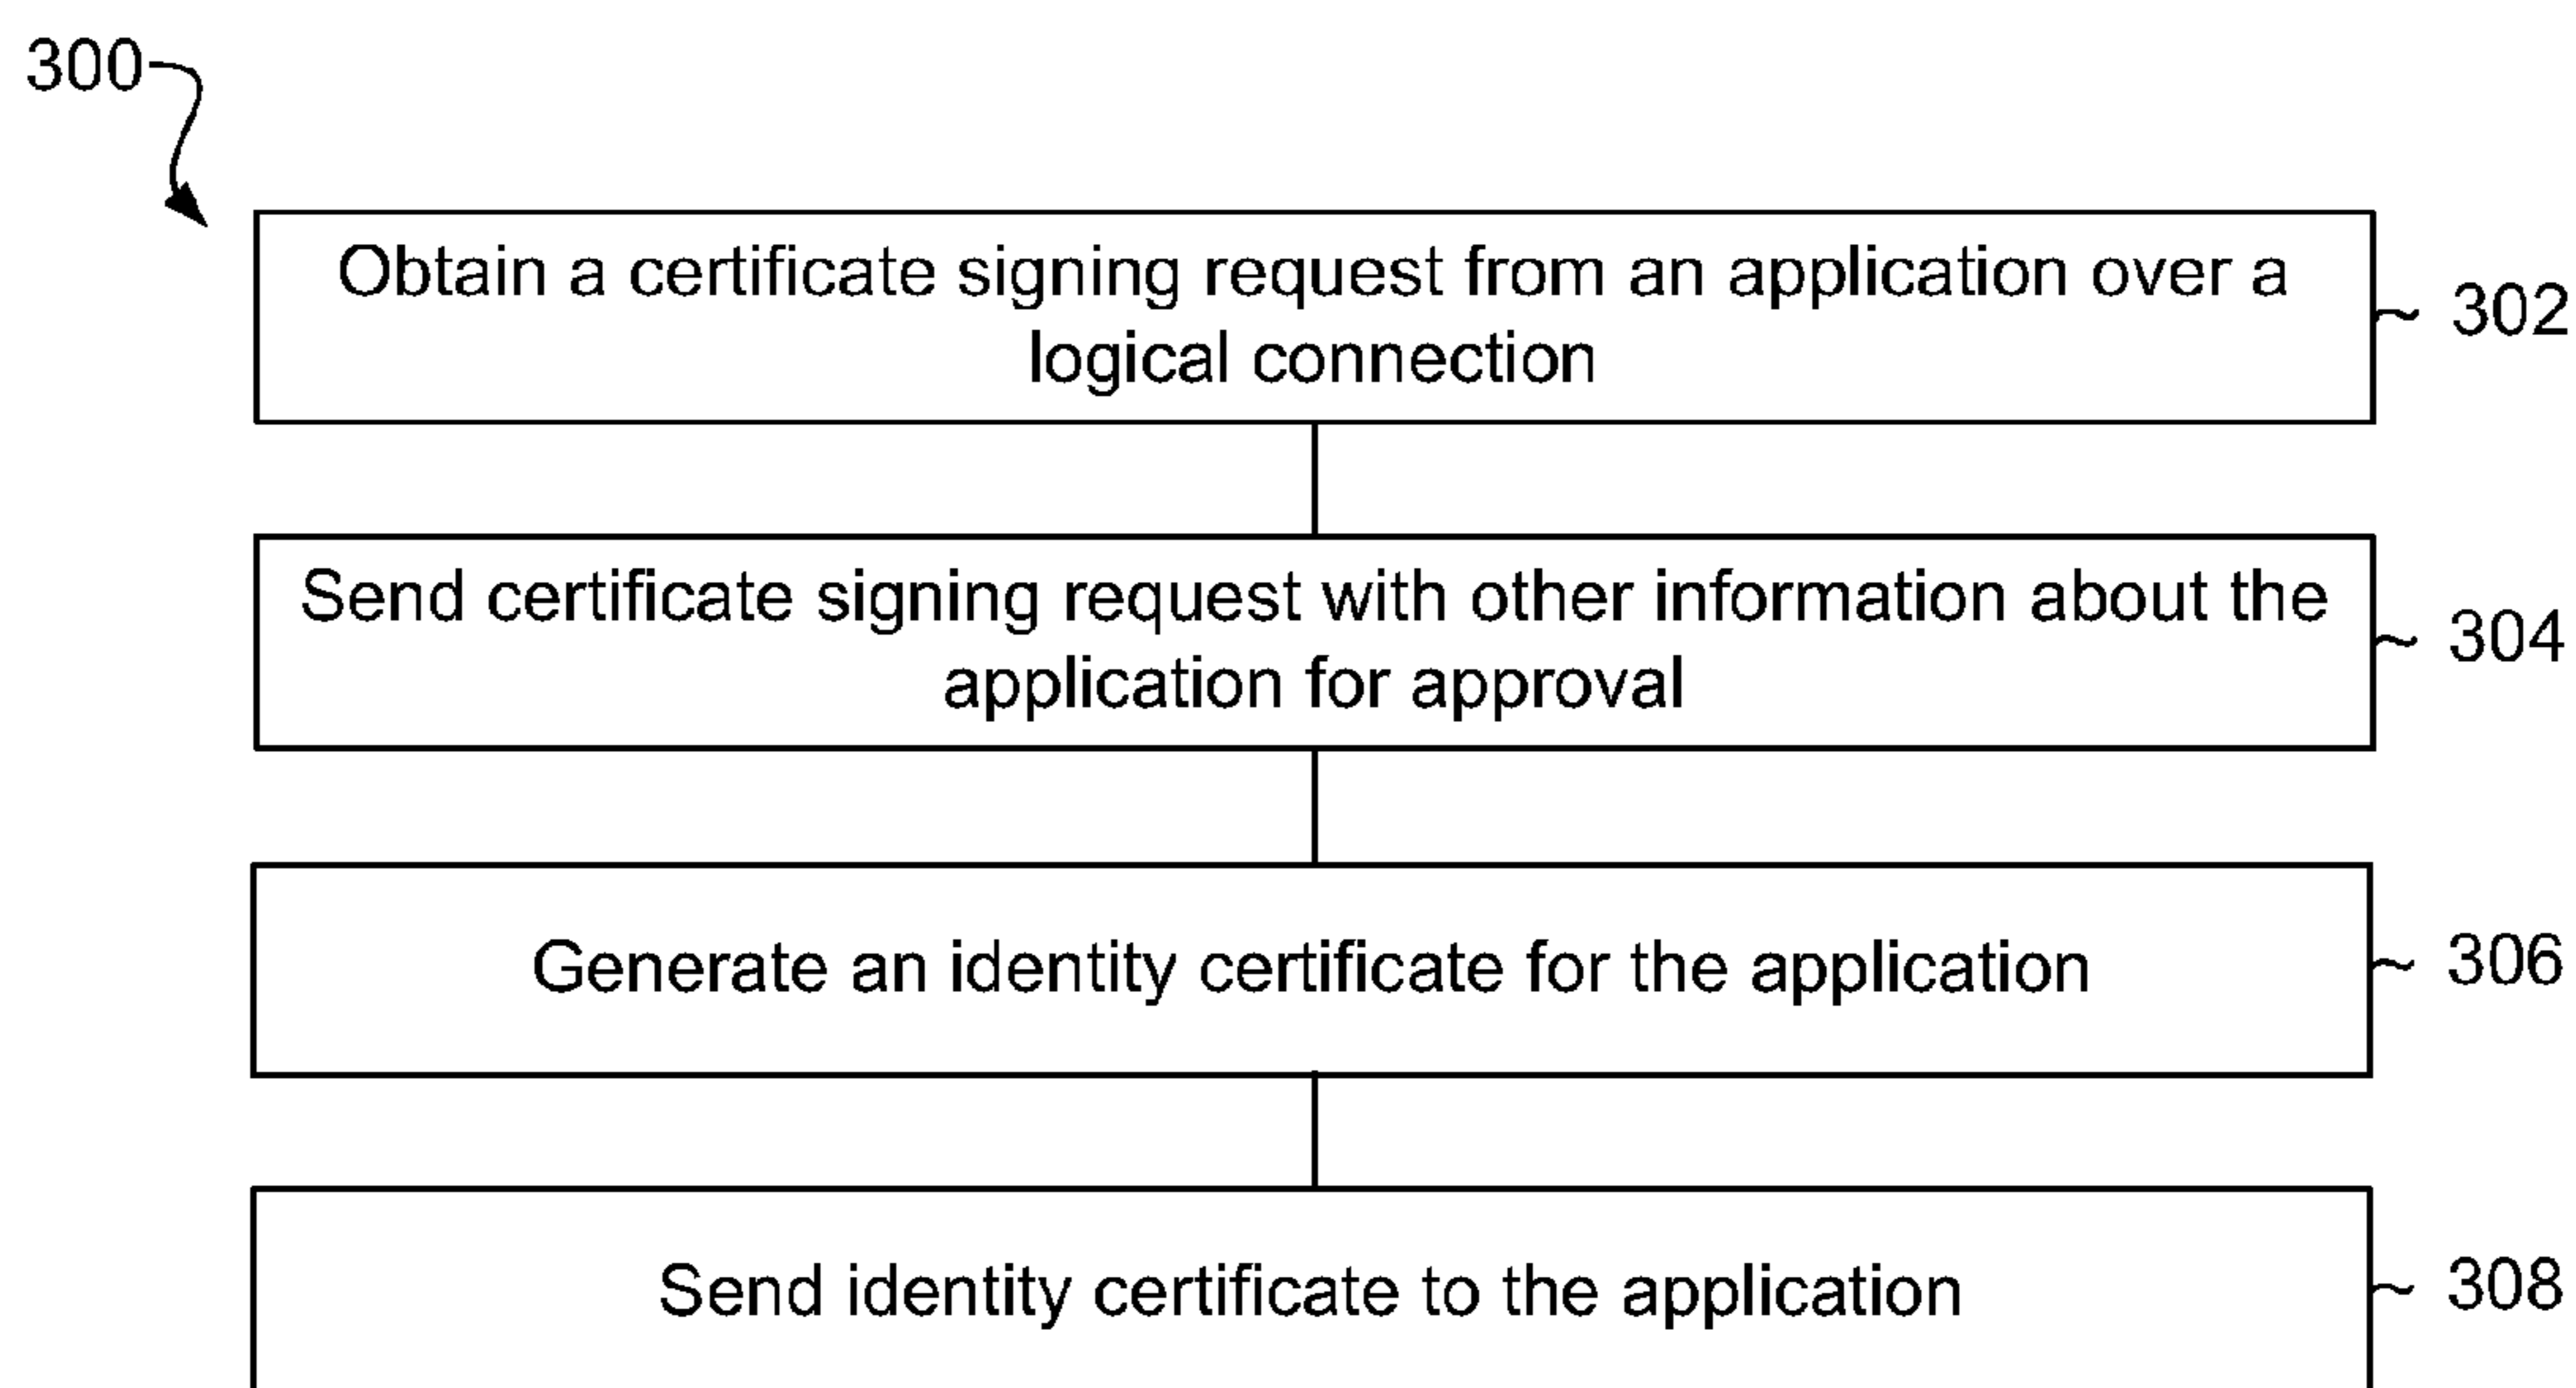 300
Obtain a certificate signing request from an application over a
logical connection
302
Send certificate signing request with other information about the
application for approval
304
Generate an identity certificate for the application
306
Send identity certificate to the application
308